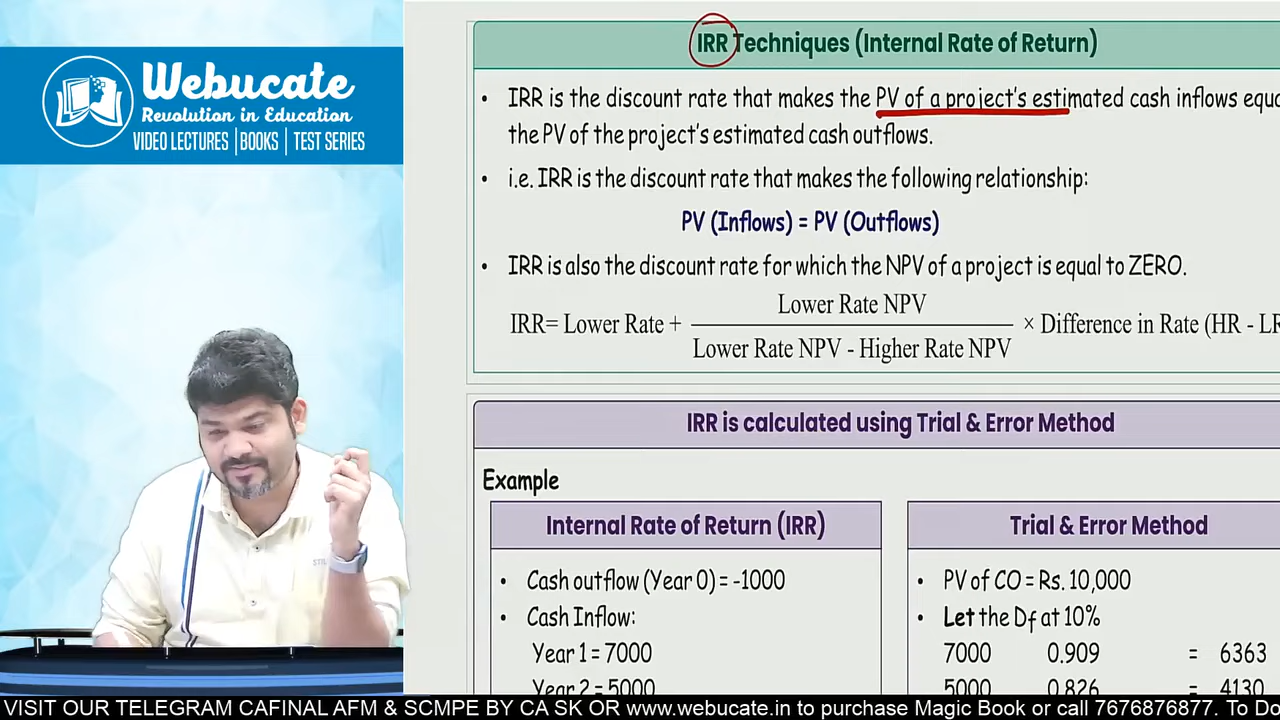 Webucate
Revolution in Education
VIDEO LECTURES | BOOKS | TEST SERIES
IRR Techniques (Internal Rate of Return)
• IRR is the discount rate that makes the PV of a project's estimated cash inflows equa
the PV of the project's estimated cash outflows.
• i.e. IRR is the discount rate that makes the following relationship:
PV (Inflows) = PV (Outflows)
• IRR is also the discount rate for which the NPV of a project is equal to ZERO.
Lower Rate NPV
IRR= Lower Rate + × Difference in Rate (HR - LR
Lower Rate NPV - Higher Rate NPV
IRR is calculated using Trial & Error Method
Example
Internal Rate of Return (IRR)
• Cash outflow (Year 0) = -1000
• Cash Inflow:
Year 1 = 7000
Year 2 = 5000
Trial & Error Method
• PV of CO = Rs. 10,000
• Let the Df at 10%
7000 0.909 = 6363
5000 0.826 = 4130
VISIT OUR TELEGRAM CAFINAL AFM & SCMPE BY CA SK OR www.webucate.in to purchase Magic Book or call 7676876877. To Do